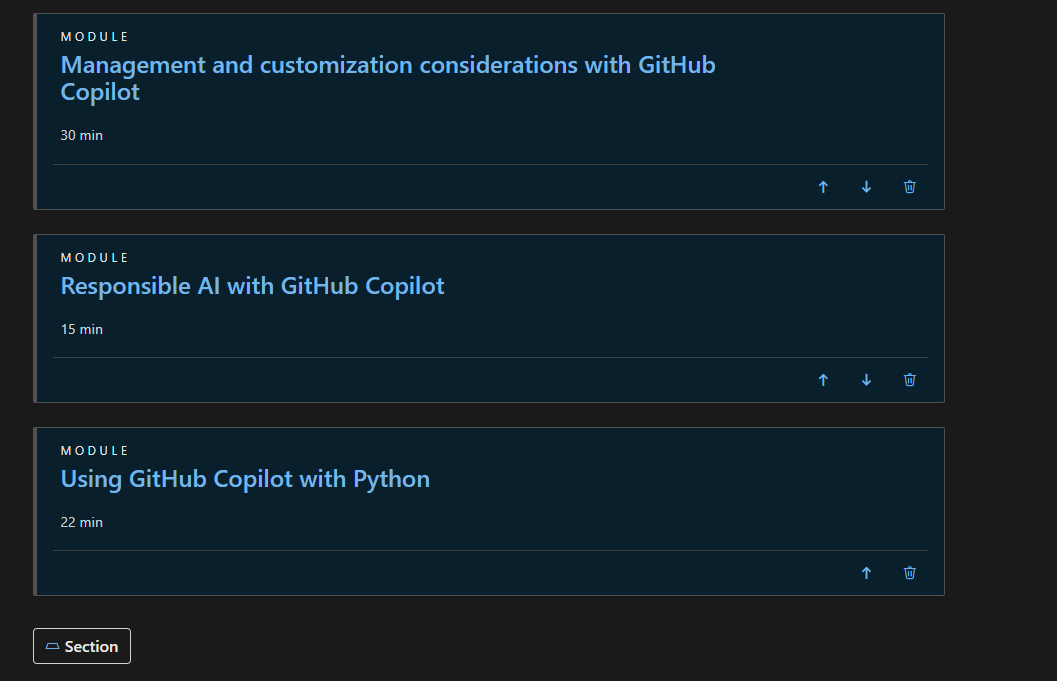 MODULE
Management and customization considerations with GitHub
Copilot
30 min
MODULE
Responsible AI with GitHub Copilot
15 min
MODULE
Using GitHub Copilot with Python
22 min
Section